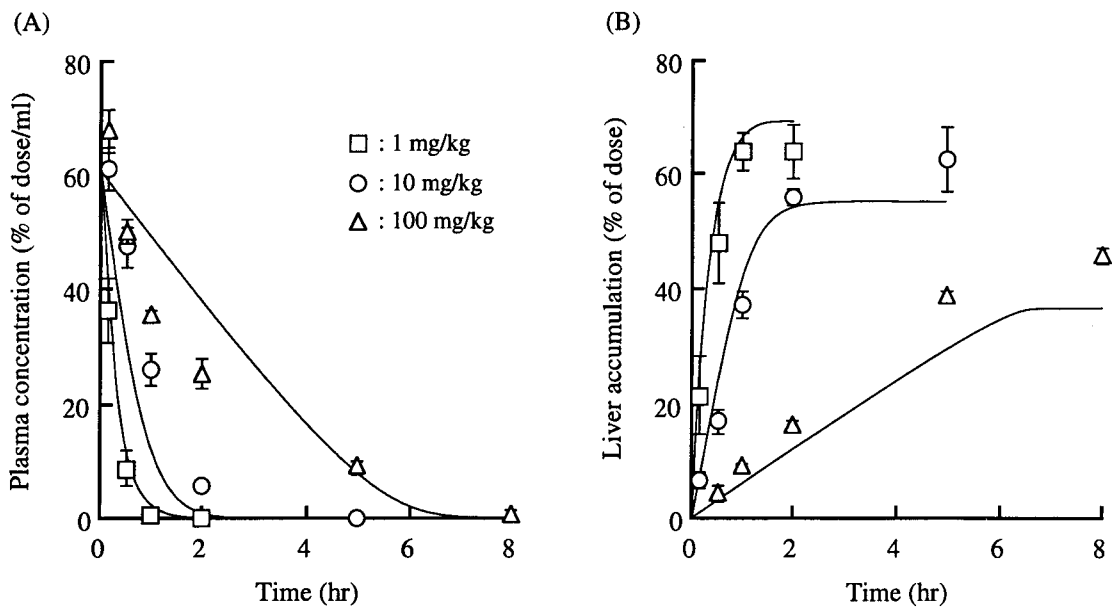 (A)
Plasma concentration (% of dose/ml)
80
60
40
20
0
0 2 4 6 8
Time (hr)
□ : 1 mg/kg
○ : 10 mg/kg
△ : 100 mg/kg
(B)
Liver accumulation (% of dose)
80
60
40
20
0
0 2 4 6 8
Time (hr)